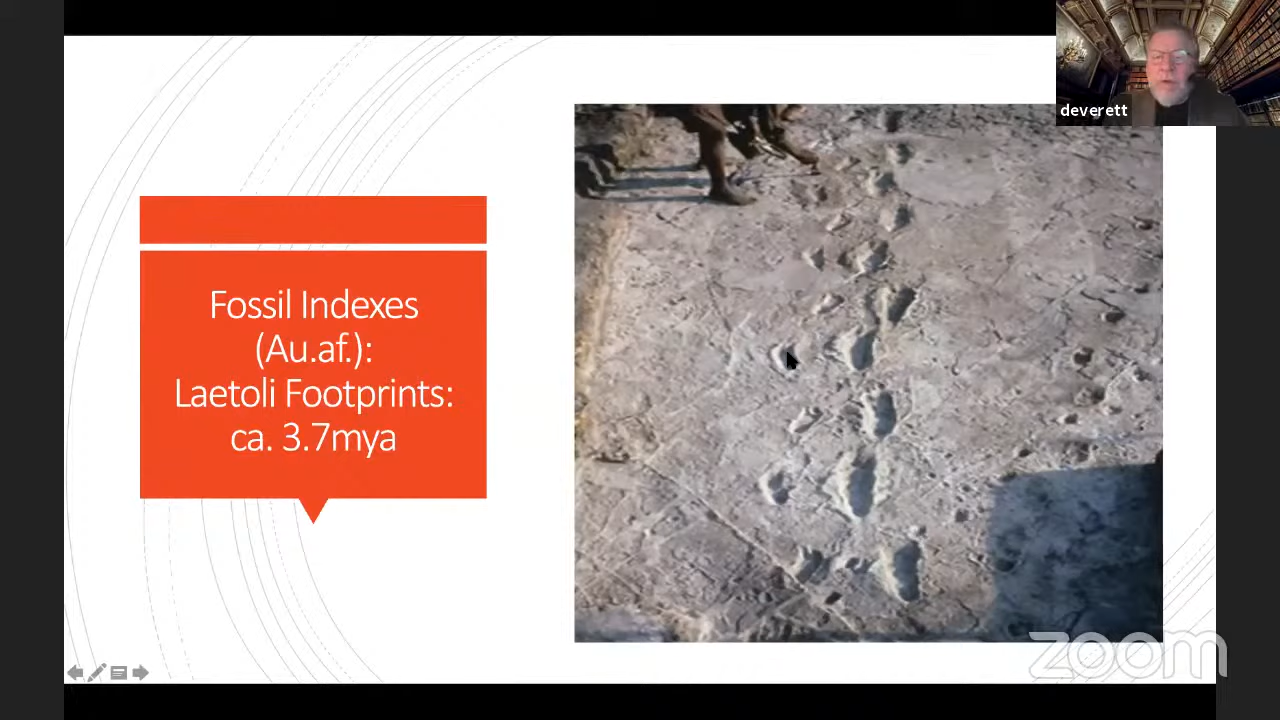 deverett
Fossil Indexes
(Au.af.):
Laetoli Footprints:
ca. 3.7mya
zoom